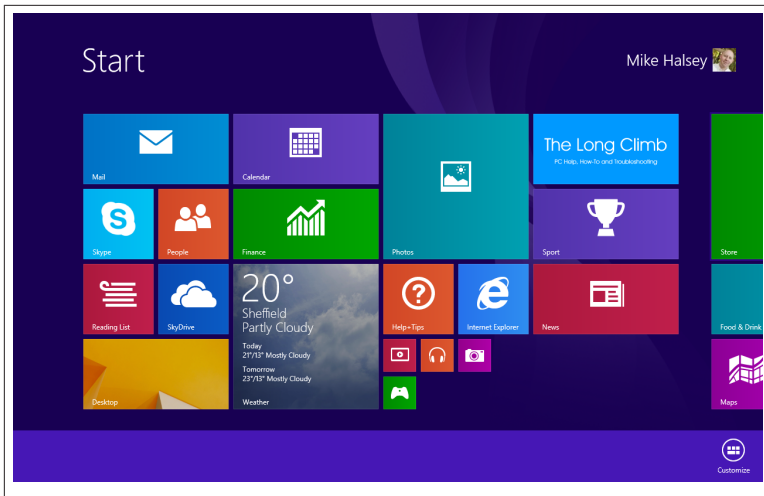 Start
Mike Halsey
Mail
Calendar
The Long Climb
PC Help, How-To and Troubleshooting
S
Skype
People
Finance
Photos
Sport
Store
Reading List
SkyDrive
20°
Sheffield
Partly Cloudy
Today
21°/13° Mostly Cloudy
Tomorrow
23°/13° Mostly Cloudy
Weather
?
Help+Tips
Internet Explorer
News
Food & Drink
Desktop
Maps
Customize